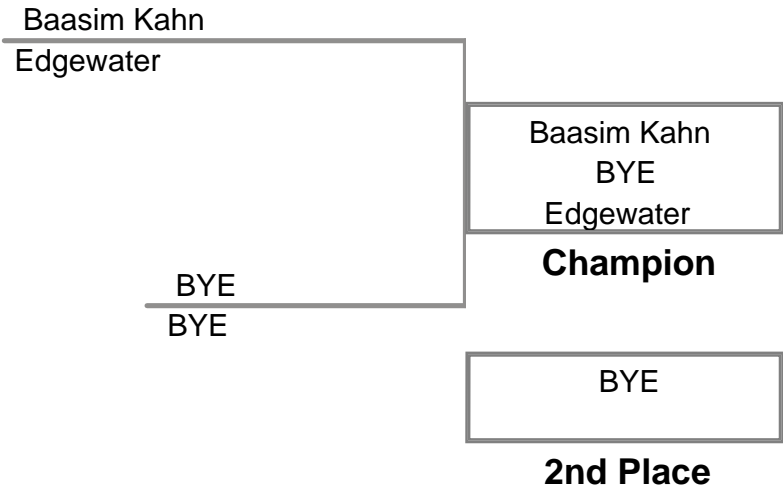 Baasim Kahn
Edgewater
Baasim Kahn
BYE
Edgewater
Champion
BYE
BYE
BYE
2nd Place